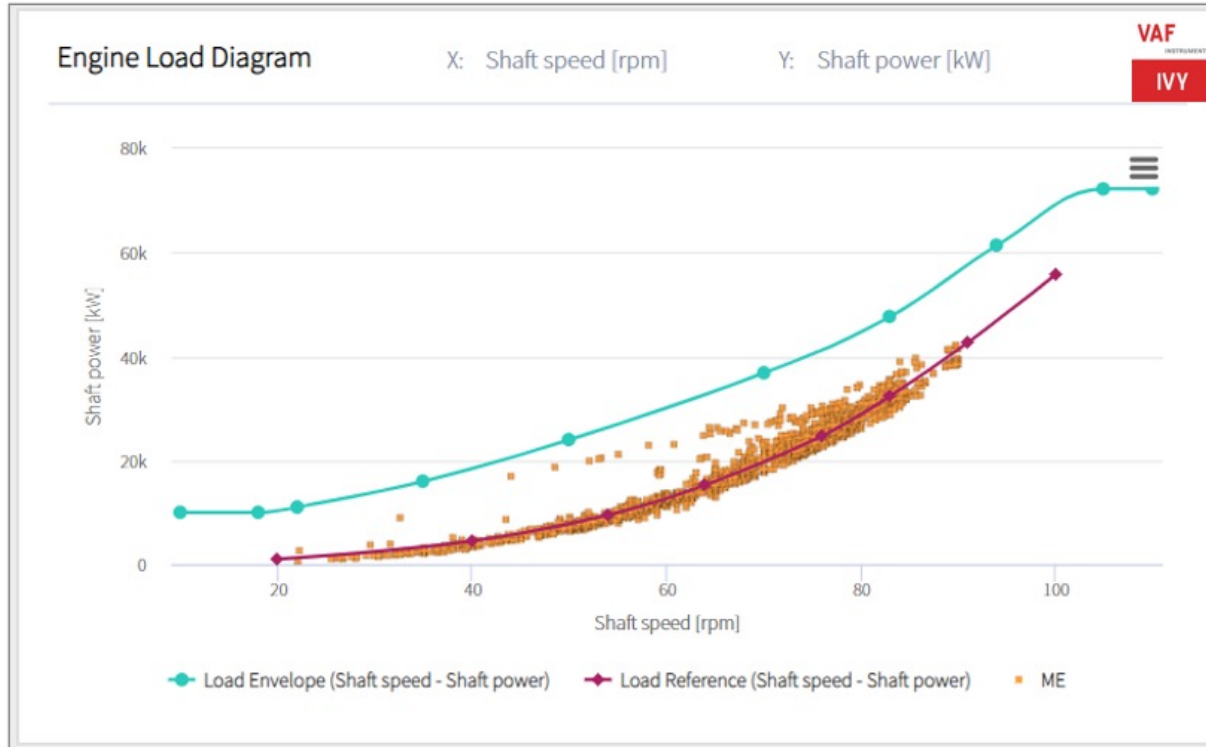 Engine Load Diagram X: Shaft speed [rpm] Y: Shaft power [kW]
VAF
INSTRUMENTS
IVY
80k
60k
40k
20k
0
Shaft power [kW]
20 40 60 80 100
Shaft speed [rpm]
Load Envelope (Shaft speed - Shaft power) Load Reference (Shaft speed - Shaft power) ME